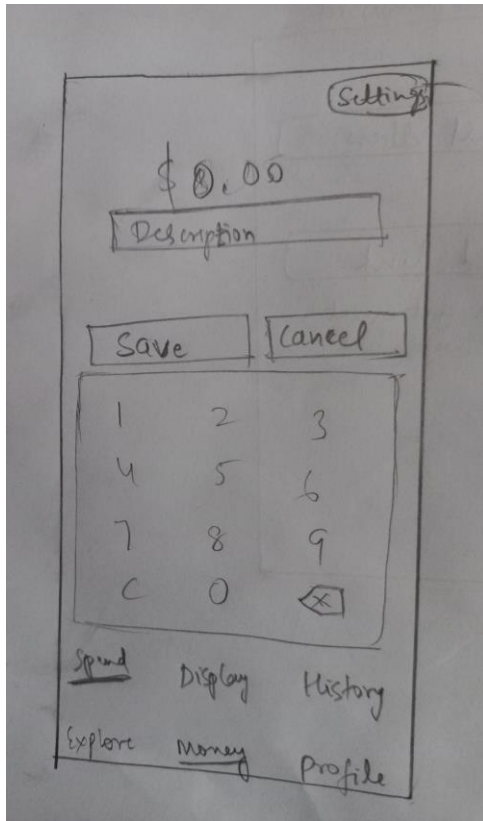 Settings
$ 0.00
Description
Save Cancel
1 2 3
4 5 6
7 8 9
C 0 X
Spend Display History
Explore Money Profile